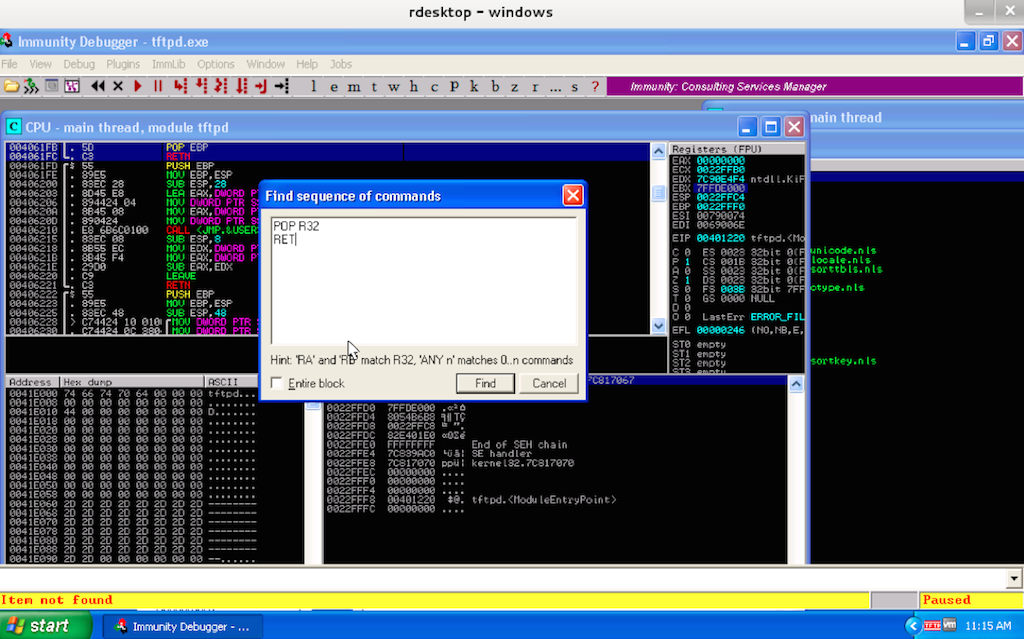 rdesktop - windows
Immunity Debugger - tftpd.exe
File View Debug Plugins ImmLib Options Window Help Jobs
l e m t w h c P k b z r ... s ?
Immunity: Consulting Services Manager
main thread
CPU - main thread, module tftpd
004061FB 5D POP EBP
004061FC C3 RETN
004061FD 55 PUSH EBP
004061FE 89E5 MOV EBP,ESP
00406200 83EC 28 SUB ESP,28
00406203 8D45 E8 LEA EAX,DWORD
00406206 894424 04 MOV DWORD PTR
0040620A 8B45 08 MOV EAX,DWORD
0040620D 890424 MOV DWORD PTR
00406210 E8 6B6C0100 CALL <JMP.&USER
00406215 83EC 08 SUB ESP,8
00406218 8B55 EC MOV EDX,DWORD
0040621B 8B45 F4 MOV EAX,DWORD
0040621E 29D0 SUB EAX,EDX
00406220 C9 LEAVE
00406221 C3 RETN
00406222 55 PUSH EBP
00406223 89E5 MOV EBP,ESP
00406225 83EC 48 SUB ESP,48
00406228 C74424 10 010 MOV DWORD PTR
00406230 C74424 0C 380 MOV DWORD PTR
Registers (FPU)
EAX 00000000
ECX 0022FFB0
EDX 7C90E4F4 ntdll.KiF
EBX 7FFDE000
ESP 0022FFC4
EBP 0022FFF0
ESI 00790074
EDI 0069006E
EIP 00401220 tftpd.<Mo
C 0 ES 0023 32bit 0(F
P 1 CS 001B 32bit 0(F
A 0 SS 0023 32bit 0(F
Z 1 DS 0023 32bit 0(F
S 0 FS 003B 32bit 7FF
T 0 GS 0000 NULL
D 0
O 0 LastErr ERROR_FIL
EFL 00000246 (NO,NB,E,
ST0 empty
ST1 empty
ST2 empty
unicode.nls
locale.nls
sorttbls.nls
ctype.nls
sortkey.nls
Find sequence of commands
POP R32
RET
Hint: 'RA' and 'RB' match R32, 'ANY n' matches 0..n commands
Entire block
Find
Cancel
7C817067
Address Hex dump ASCII
0041E000 74 66 74 70 64 00 00 00 tftpd...
0041E008 00 00 00 00 00 00 00 00 ........
0041E010 44 00 00 00 00 00 00 00 D.......
0041E018 00 00 00 00 00 00 00 00 ........
0041E020 00 00 00 00 00 00 00 00 ........
0041E028 00 00 00 00 00 00 00 00 ........
0041E030 00 00 00 00 00 00 00 00 ........
0041E038 00 00 00 00 00 00 00 00 ........
0041E040 00 00 00 00 00 00 00 00 ........
0041E048 00 00 00 00 00 00 00 00 ........
0041E050 00 00 00 00 00 00 00 00 ........
0041E058 00 00 00 00 00 00 00 00 ........
0041E060 2D 2D 2D 2D 2D 2D 2D 2D --------
0041E068 2D 2D 2D 2D 2D 2D 2D 2D --------
0041E070 2D 2D 2D 2D 2D 2D 2D 2D --------
0041E078 2D 2D 2D 2D 2D 2D 2D 2D --------
0041E080 2D 2D 2D 2D 2D 2D 2D 2D --------
0041E088 2D 2D 2D 2D 2D 2D 2D 2D --------
0041E090 2D 2D 00 00 00 00 00 00 --......
0022FFD0 7FFDE000
0022FFD4 8054B6B8
0022FFD8 0022FFC8
0022FFDC 82E401E0
0022FFE0 FFFFFFFF End of SEH chain
0022FFE4 7C839AC0 SE handler
0022FFE8 7C817070 kernel32.7C817070
0022FFEC 00000000 ....
0022FFF0 00000000 ....
0022FFF4 00000000 ....
0022FFF8 00401220 tftpd.<ModuleEntryPoint>
0022FFFC 00000000 ....
Item not found
Paused
start
Immunity Debugger - ...
11:15 AM